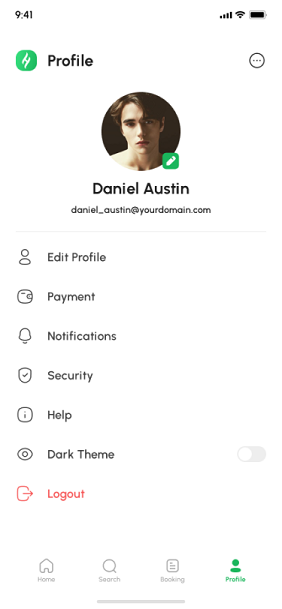 9:41
Profile
Daniel Austin
daniel_austin@yourdomain.com
Edit Profile
Payment
Notifications
Security
Help
Dark Theme
Logout
Home Search Booking Profile